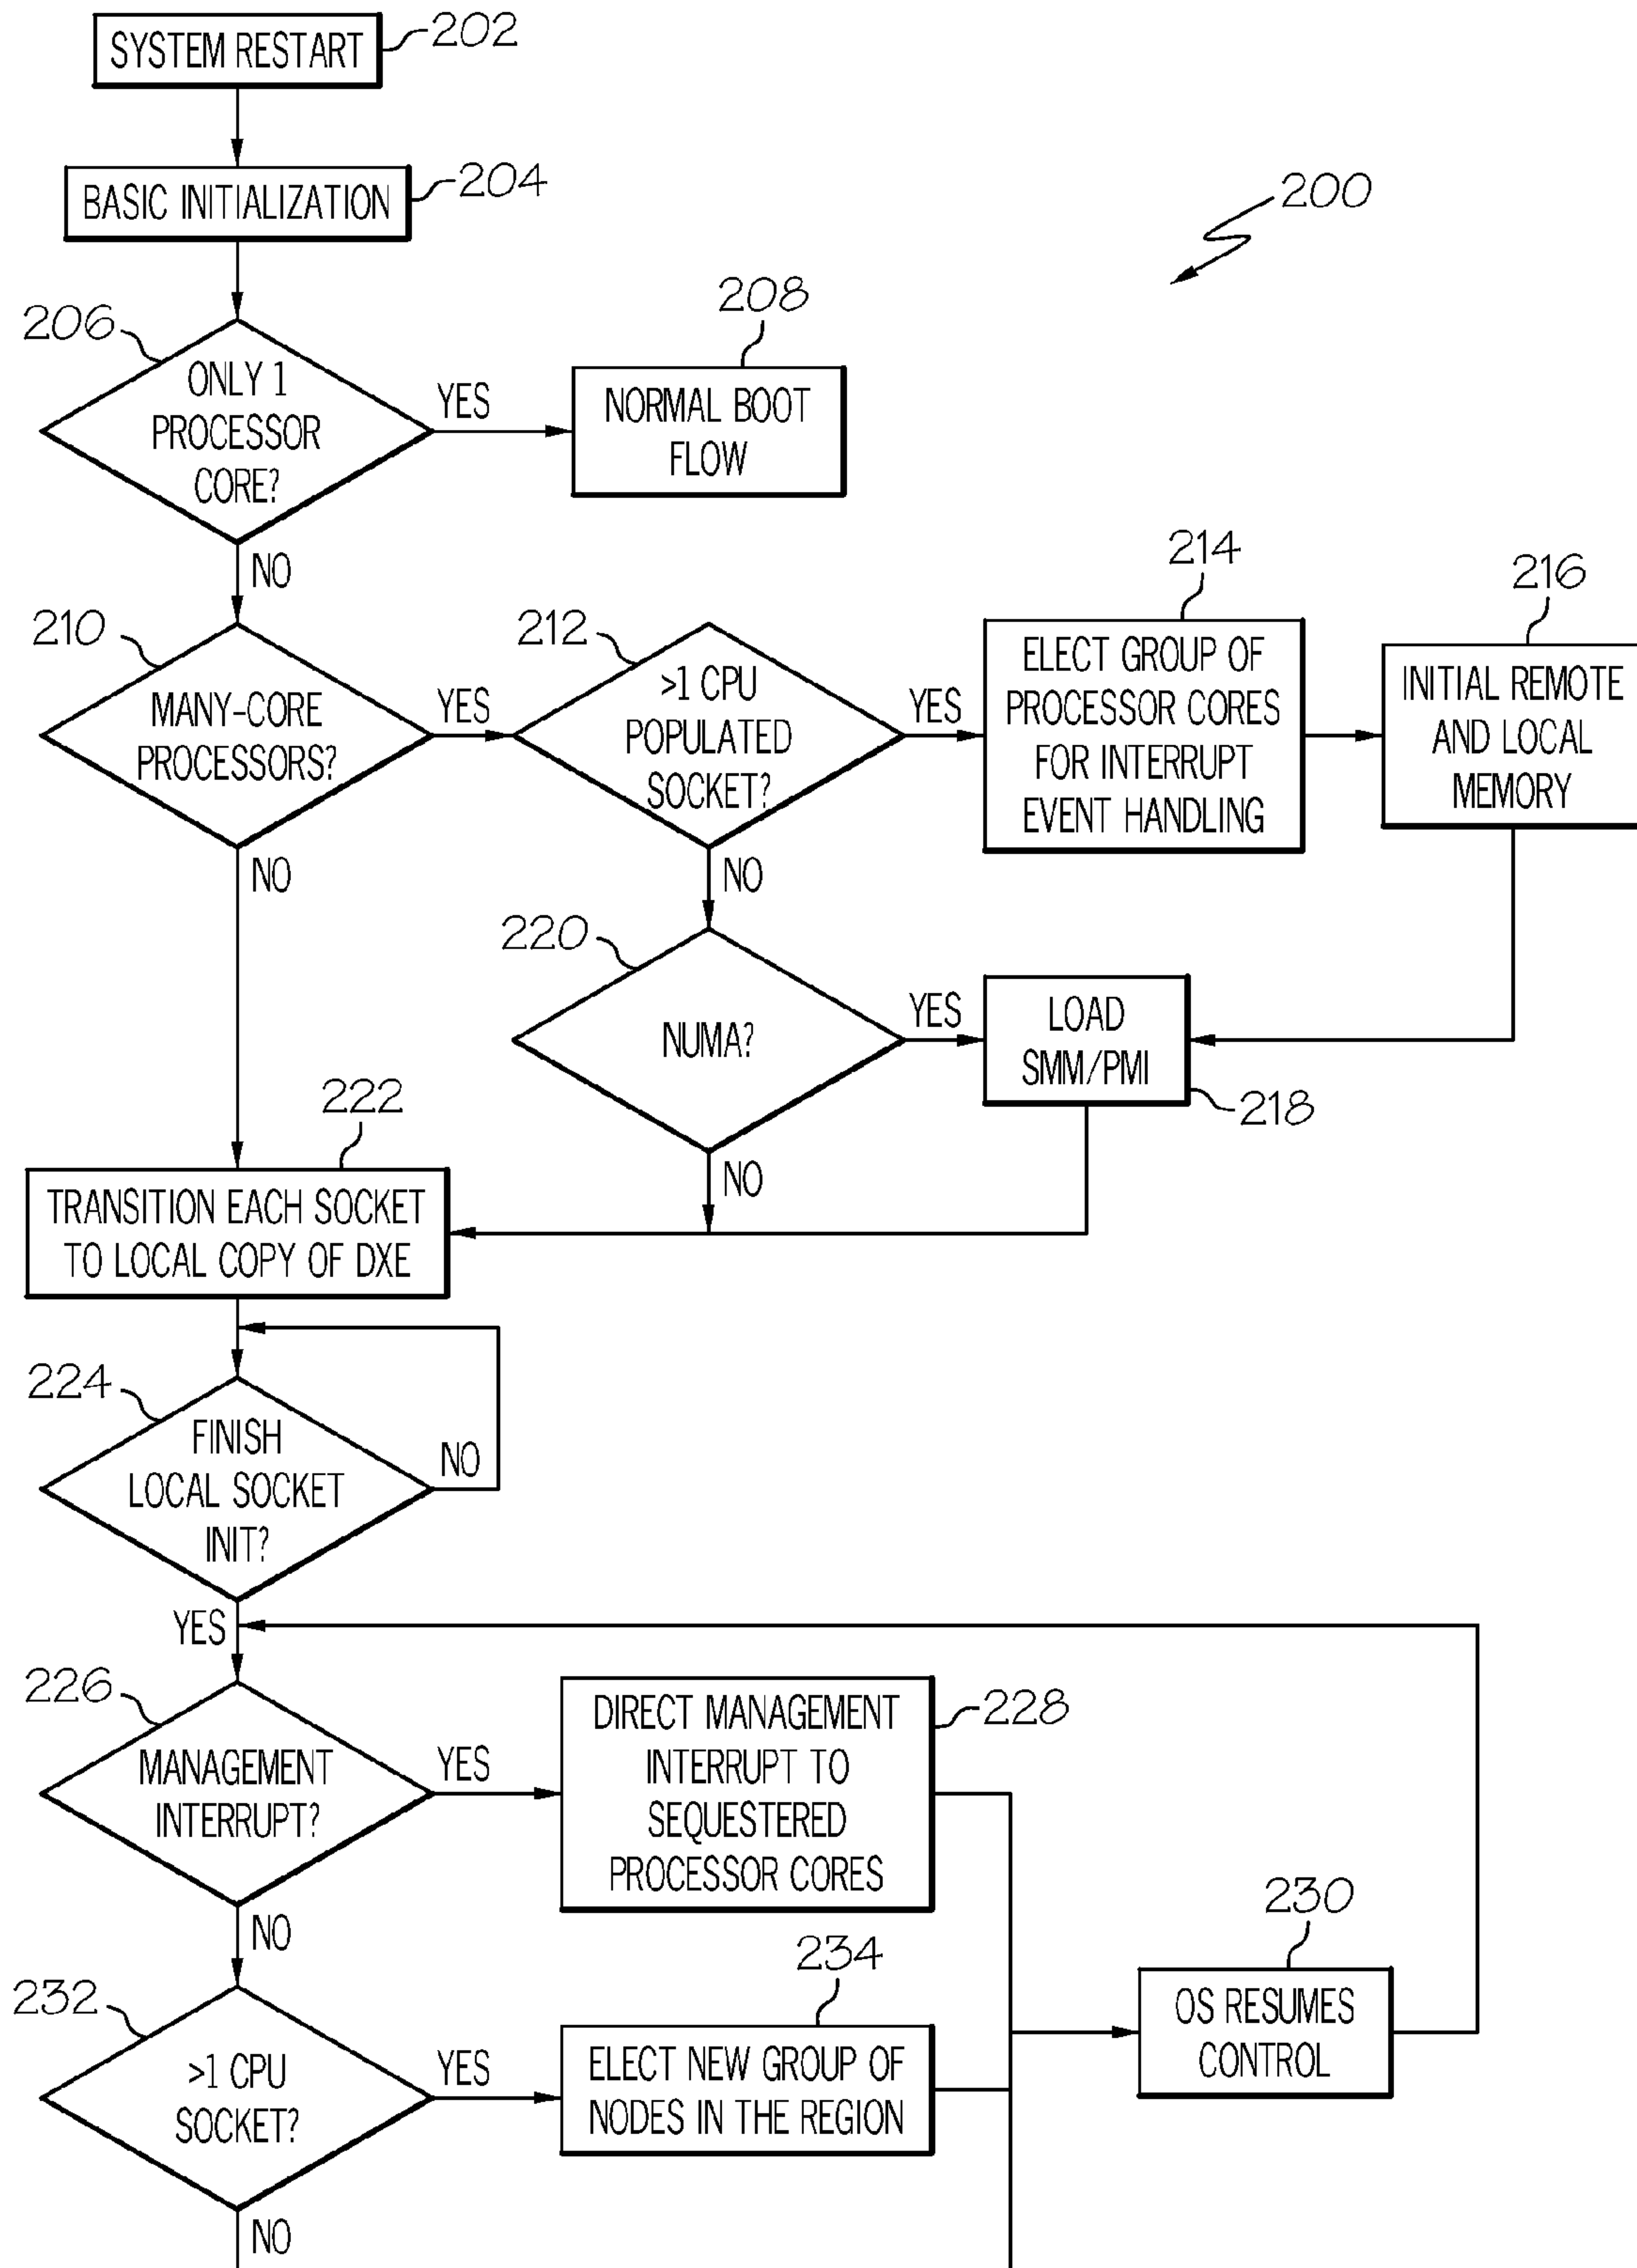 SYSTEM RESTART
202
BASIC INITIALIZATION
204
200
206
ONLY 1
PROCESSOR
CORE?
YES
208
NORMAL BOOT
FLOW
NO
210
MANY-CORE
PROCESSORS?
YES
212
>1 CPU
POPULATED
SOCKET?
YES
214
ELECT GROUP OF
PROCESSOR CORES
FOR INTERRUPT
EVENT HANDLING
216
INITIAL REMOTE
AND LOCAL
MEMORY
NO
NO
220
NUMA?
YES
LOAD
SMM/PMI
218
NO
222
TRANSITION EACH SOCKET
TO LOCAL COPY OF DXE
224
FINISH
LOCAL SOCKET
INIT?
NO
YES
226
MANAGEMENT
INTERRUPT?
YES
DIRECT MANAGEMENT
INTERRUPT TO
SEQUESTERED
PROCESSOR CORES
228
NO
230
OS RESUMES
CONTROL
232
>1 CPU
SOCKET?
YES
234
ELECT NEW GROUP OF
NODES IN THE REGION
NO